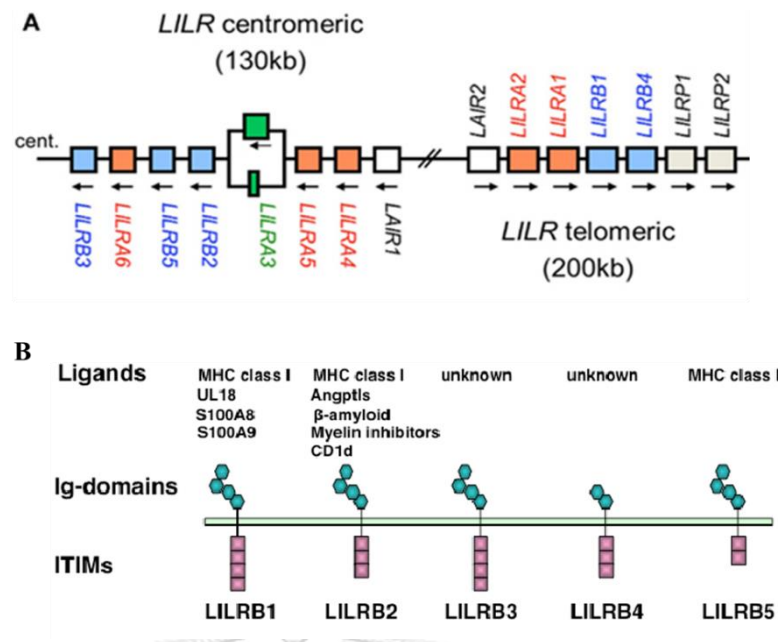 A
LILR centromeric
(130kb)
cent.
LILRB3
LILRA6
LILRB5
LILRB2
LILRA3
LILRA5
LILRA4
LAIR1
LAIR2
LILRA2
LILRA1
LILRB1
LILRB4
LILRP1
LILRP2
LILR telomeric
(200kb)
B
Ligands
MHC class I
UL18
S100A8
S100A9
MHC class I
Angptls
β-amyloid
Myelin inhibitors
CD1d
unknown
unknown
MHC class I
Ig-domains
ITIMs
LILRB1 LILRB2 LILRB3 LILRB4 LILRB5